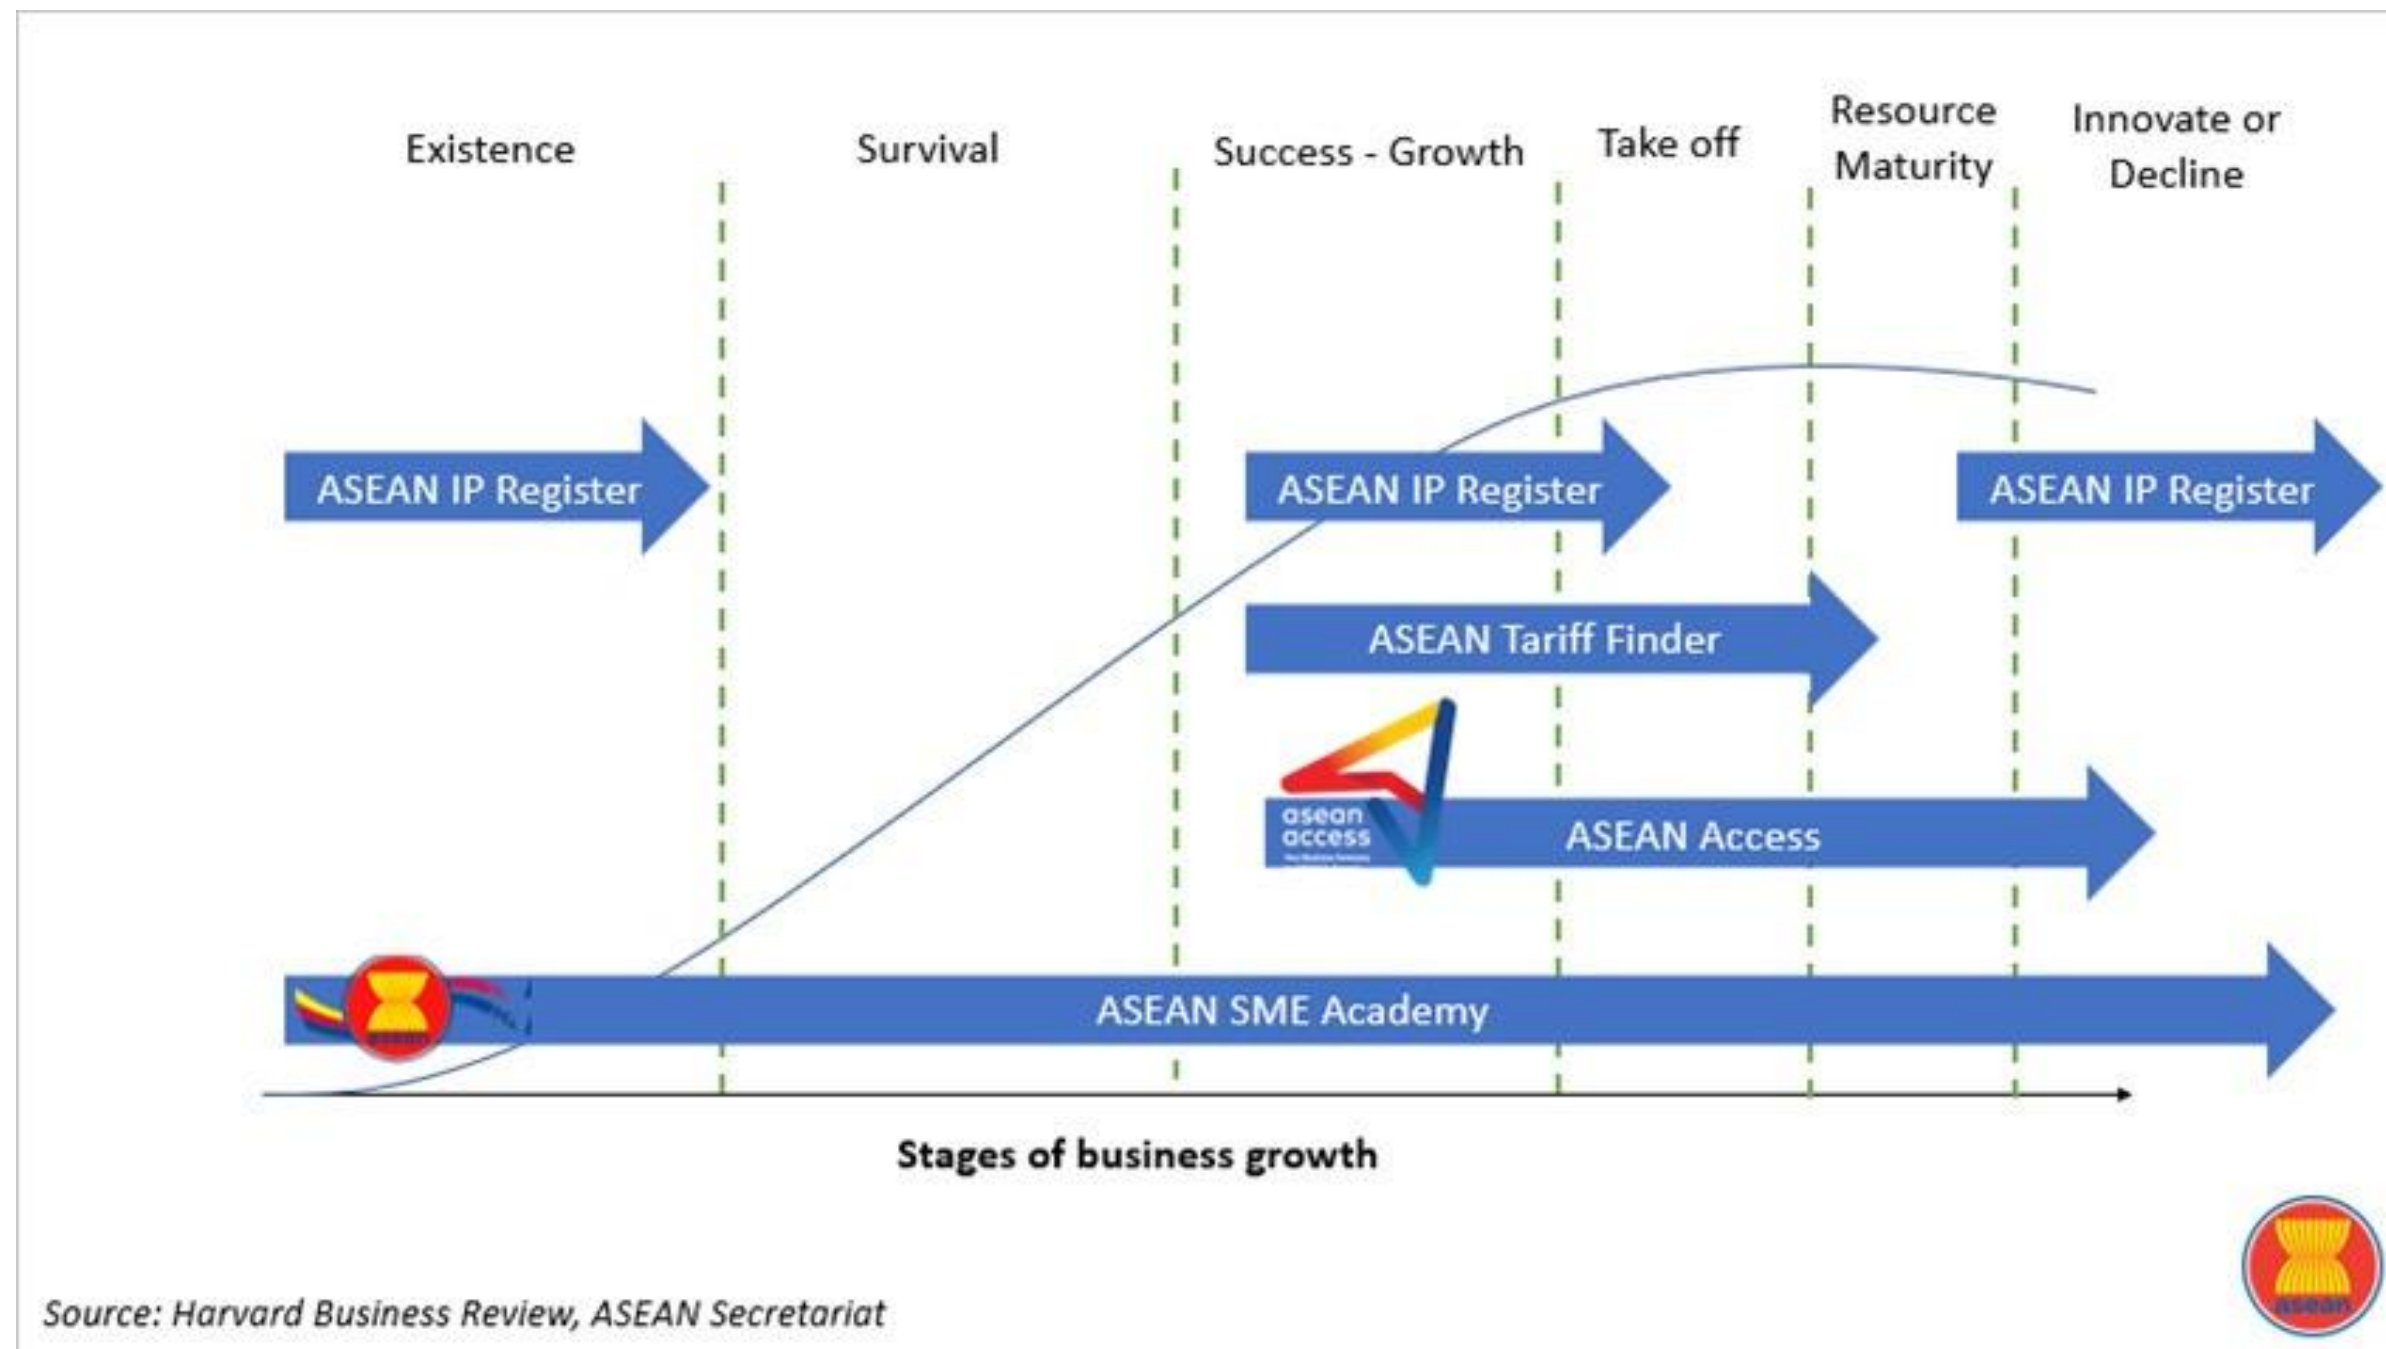 Existence
Survival
Success - Growth
Take off
Resource
Maturity
Innovate or
Decline
ASEAN IP Register
ASEAN IP Register
ASEAN IP Register
ASEAN Tariff Finder
asean
access
ASEAN Access
asean
ASEAN SME Academy
Stages of business growth
Source: Harvard Business Review, ASEAN Secretariat
asean